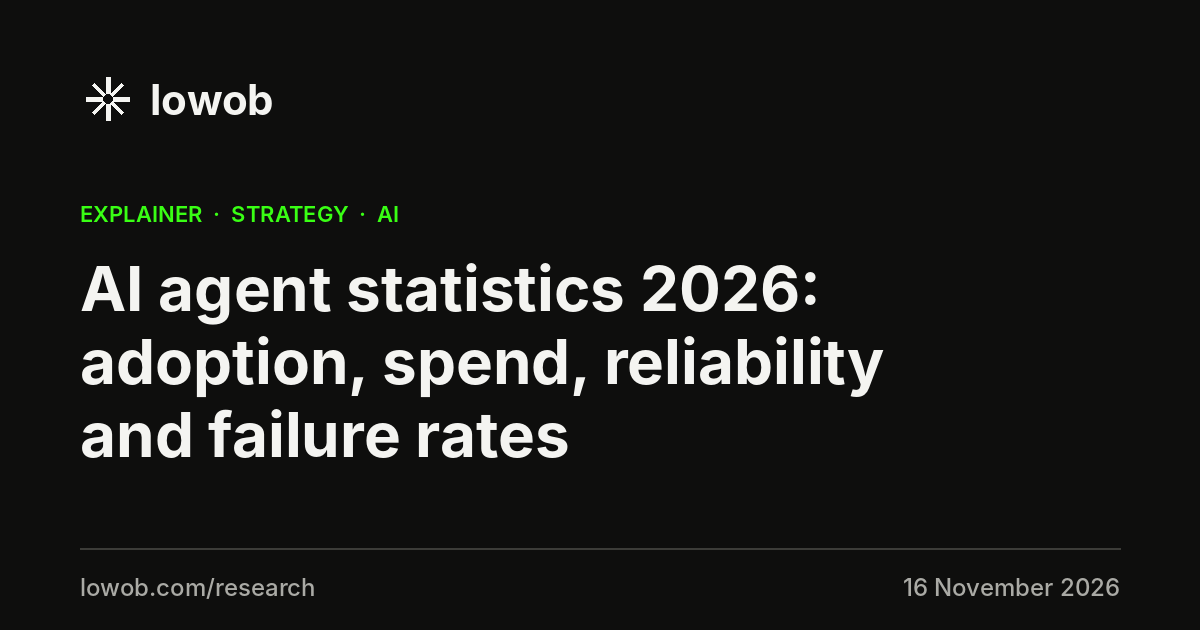 lowob
EXPLAINER · STRATEGY · AI
AI agent statistics 2026:
adoption, spend, reliability
and failure rates
lowob.com/research
16 November 2026